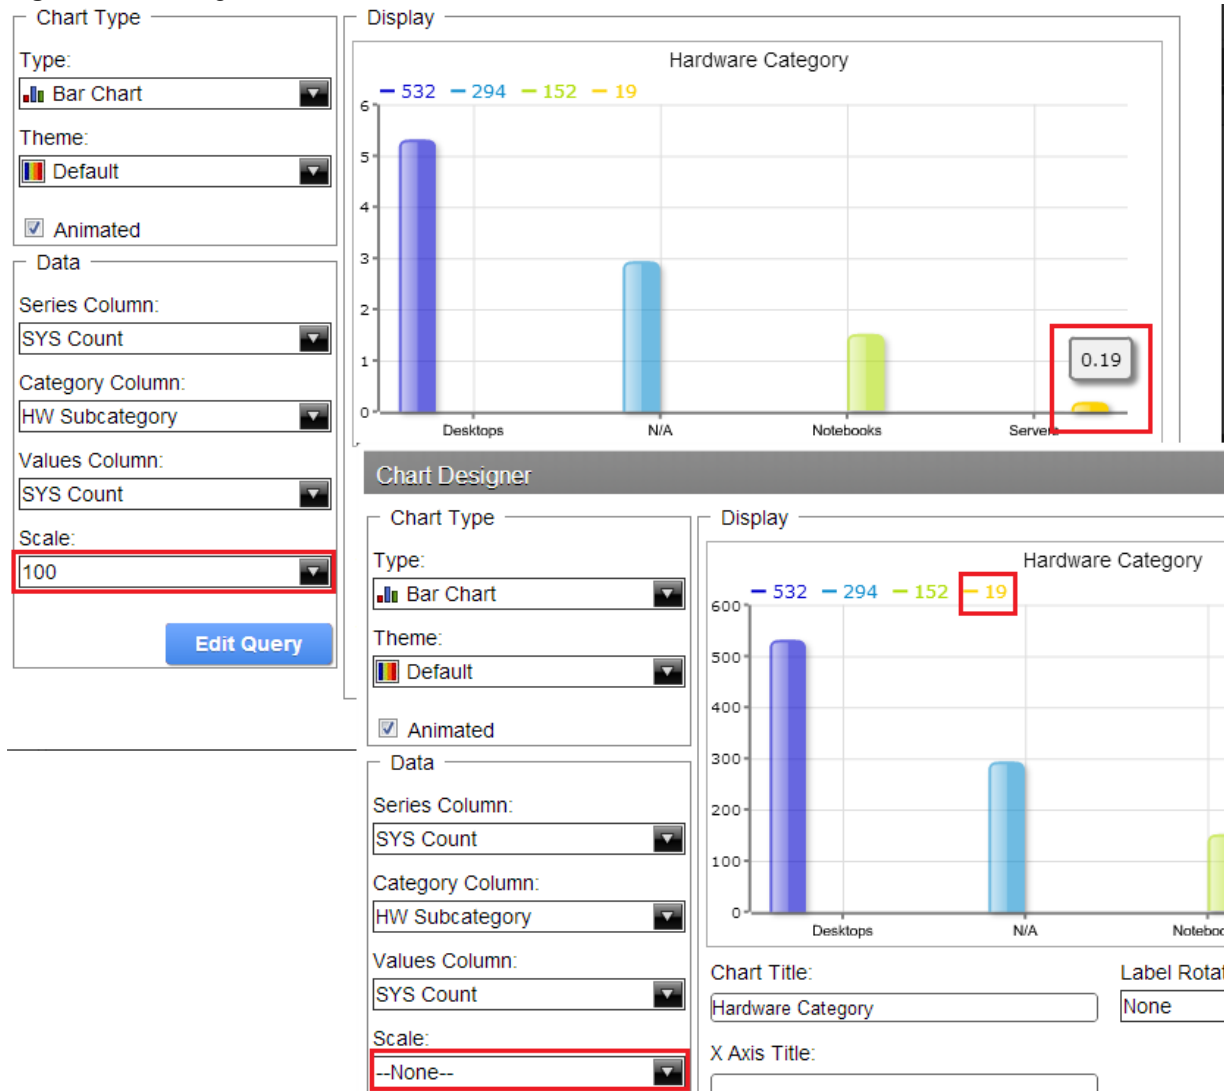 Chart Type
Type:
Bar Chart
Theme:
Default
Animated
Data
Series Column:
SYS Count
Category Column:
HW Subcategory
Values Column:
SYS Count
Scale:
100
Edit Query
Display
Hardware Category
532 294 152 19
6
5
4
3
2
1
0
0.19
Desktops N/A Notebooks Servers
Chart Designer
Chart Type
Type:
Bar Chart
Theme:
Default
Animated
Data
Series Column:
SYS Count
Category Column:
HW Subcategory
Values Column:
SYS Count
Scale:
--None--
Display
Hardware Category
532 294 152 19
600
500
400
300
200
100
0
Desktops N/A Noteboo
Chart Title:
Hardware Category
Label Rotat
None
X Axis Title: